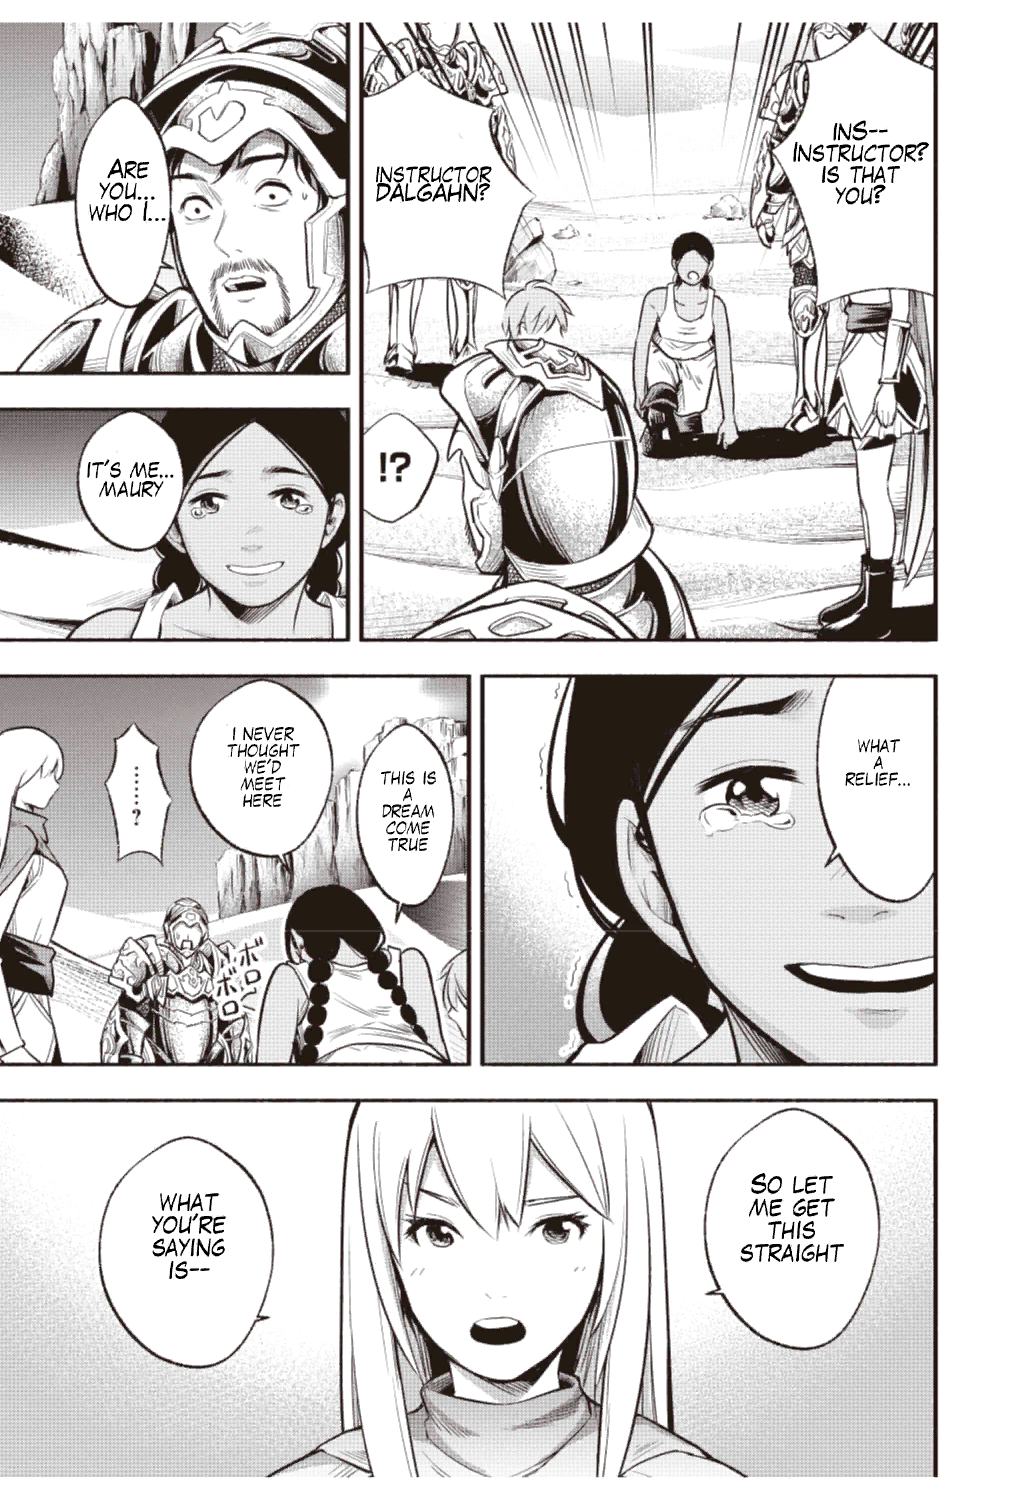 INS--
INSTRUCTOR?
IS THAT
YOU?
INSTRUCTOR
DALGAHN?
!?
ARE
YOU...
WHO I...
IT'S ME...
MAURY
WHAT
A
RELIEF...
THIS IS
A
DREAM
COME
TRUE
I NEVER
THOUGHT
WE'D
MEET
HERE
ボロ〜
ボロ
......?
SO LET
ME GET
THIS
STRAIGHT
WHAT
YOU'RE
SAYING
IS--